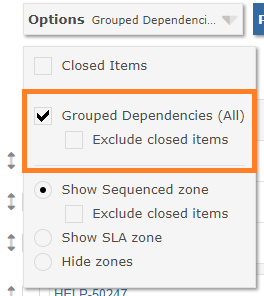 Options Grouped Dependenci...
Closed Items
Grouped Dependencies (All)
Exclude closed items
Show Sequenced zone
Exclude closed items
Show SLA zone
Hide zones
HELP-50247